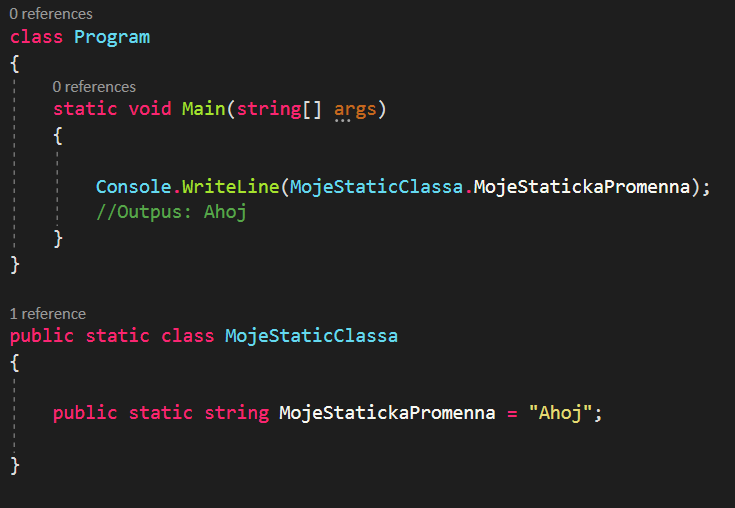 0 references
class Program
{
0 references
static void Main(string[] args)
{
Console.WriteLine(MojeStaticClassa.MojeStatickaPromenna);
//Outpus: Ahoj
}
}
1 reference
public static class MojeStaticClassa
{
public static string MojeStatickaPromenna = "Ahoj";
}